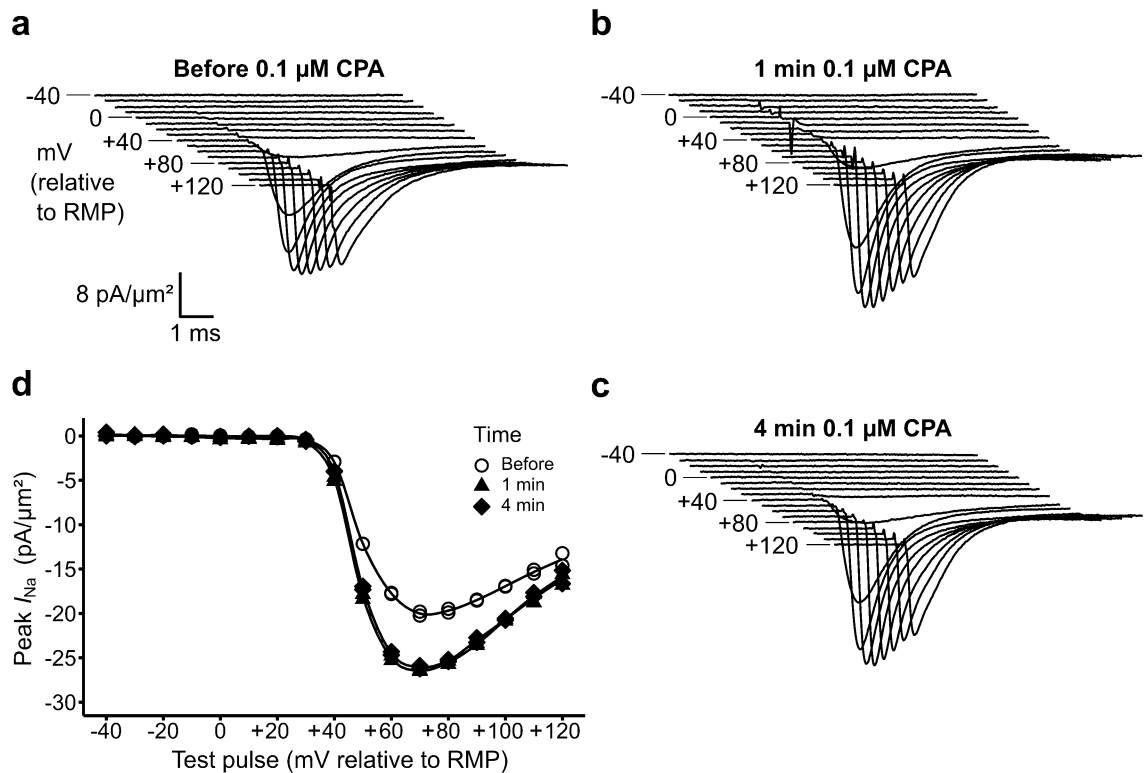 a
Before 0.1 µM CPA
-40
0
+40
+80
+120
mV
(relative
to RMP)
8 pA/µm²
1 ms
b
1 min 0.1 µM CPA
-40
0
+40
+80
+120
d
0
-5
-10
-15
-20
-25
-30
Peak INa (pA/µm²)
Time
Before
1 min
4 min
-40 -20 0 +20 +40 +60 +80 +100 +120
Test pulse (mV relative to RMP)
c
4 min 0.1 µM CPA
-40
0
+40
+80
+120